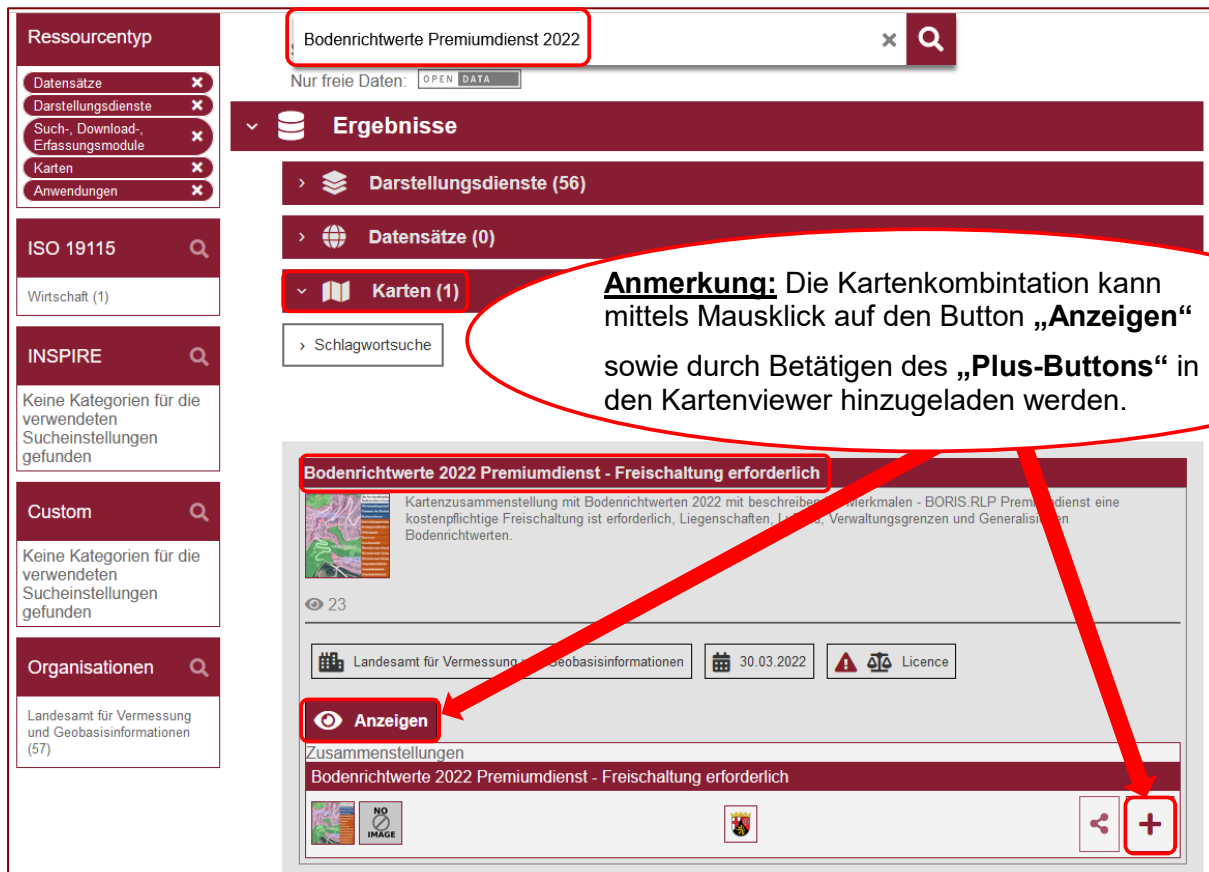 Ressourcentyp
Datensätze
Darstellungsdienste
Such-, Download-,
Erfassungsmodule
Karten
Anwendungen
ISO 19115
Wirtschaft (1)
INSPIRE
Keine Kategorien für die
verwendeten
Sucheinstellungen
gefunden
Custom
Keine Kategorien für die
verwendeten
Sucheinstellungen
gefunden
Organisationen
Landesamt für Vermessung
und Geobasisinformationen
(57)
Bodenrichtwerte Premiumdienst 2022
Nur freie Daten: OPEN DATA
Ergebnisse
Darstellungsdienste (56)
Datensätze (0)
Karten (1)
Schlagwortsuche
Anmerkung: Die Kartenkombintation kann
mittels Mausklick auf den Button „Anzeigen“
sowie durch Betätigen des „Plus-Buttons“ in
den Kartenviewer hinzugeladen werden.
Bodenrichtwerte 2022 Premiumdienst - Freischaltung erforderlich
Kartenzusammenstellung mit Bodenrichtwerten 2022 mit Merkmalen - BORIS.RLP eine
kostenpflichtige Freischaltung ist erforderlich, Liegenschaften, Verwaltungsgrenzen und
Bodenrichtwerten.
23
Landesamt für Vermessung Geobasisinformationen
30.03.2022
Licence
Anzeigen
Zusammenstellungen
Bodenrichtwerte 2022 Premiumdienst - Freischaltung erforderlich
NO
IMAGE